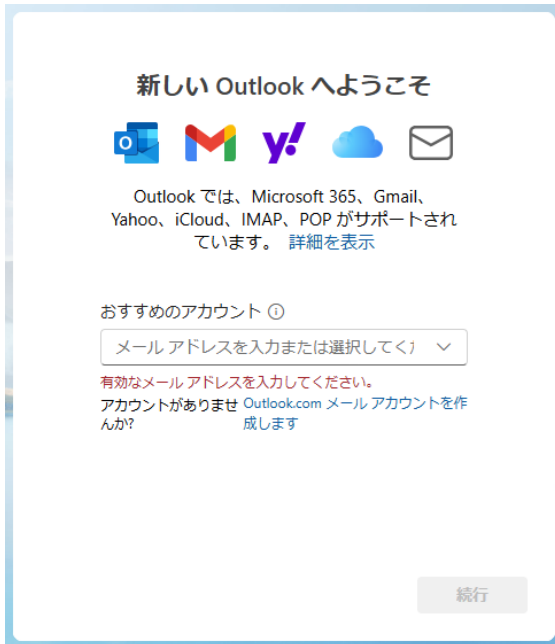 新しい Outlook へようこそ
Outlook では、Microsoft 365、Gmail、
Yahoo、iCloud、IMAP、POP がサポートされ
ています。 詳細を表示
おすすめのアカウント
メール アドレスを入力または選択してく
有効なメール アドレスを入力してください。
アカウントがありませ Outlook.com メール アカウントを作
んか? 成します
続行